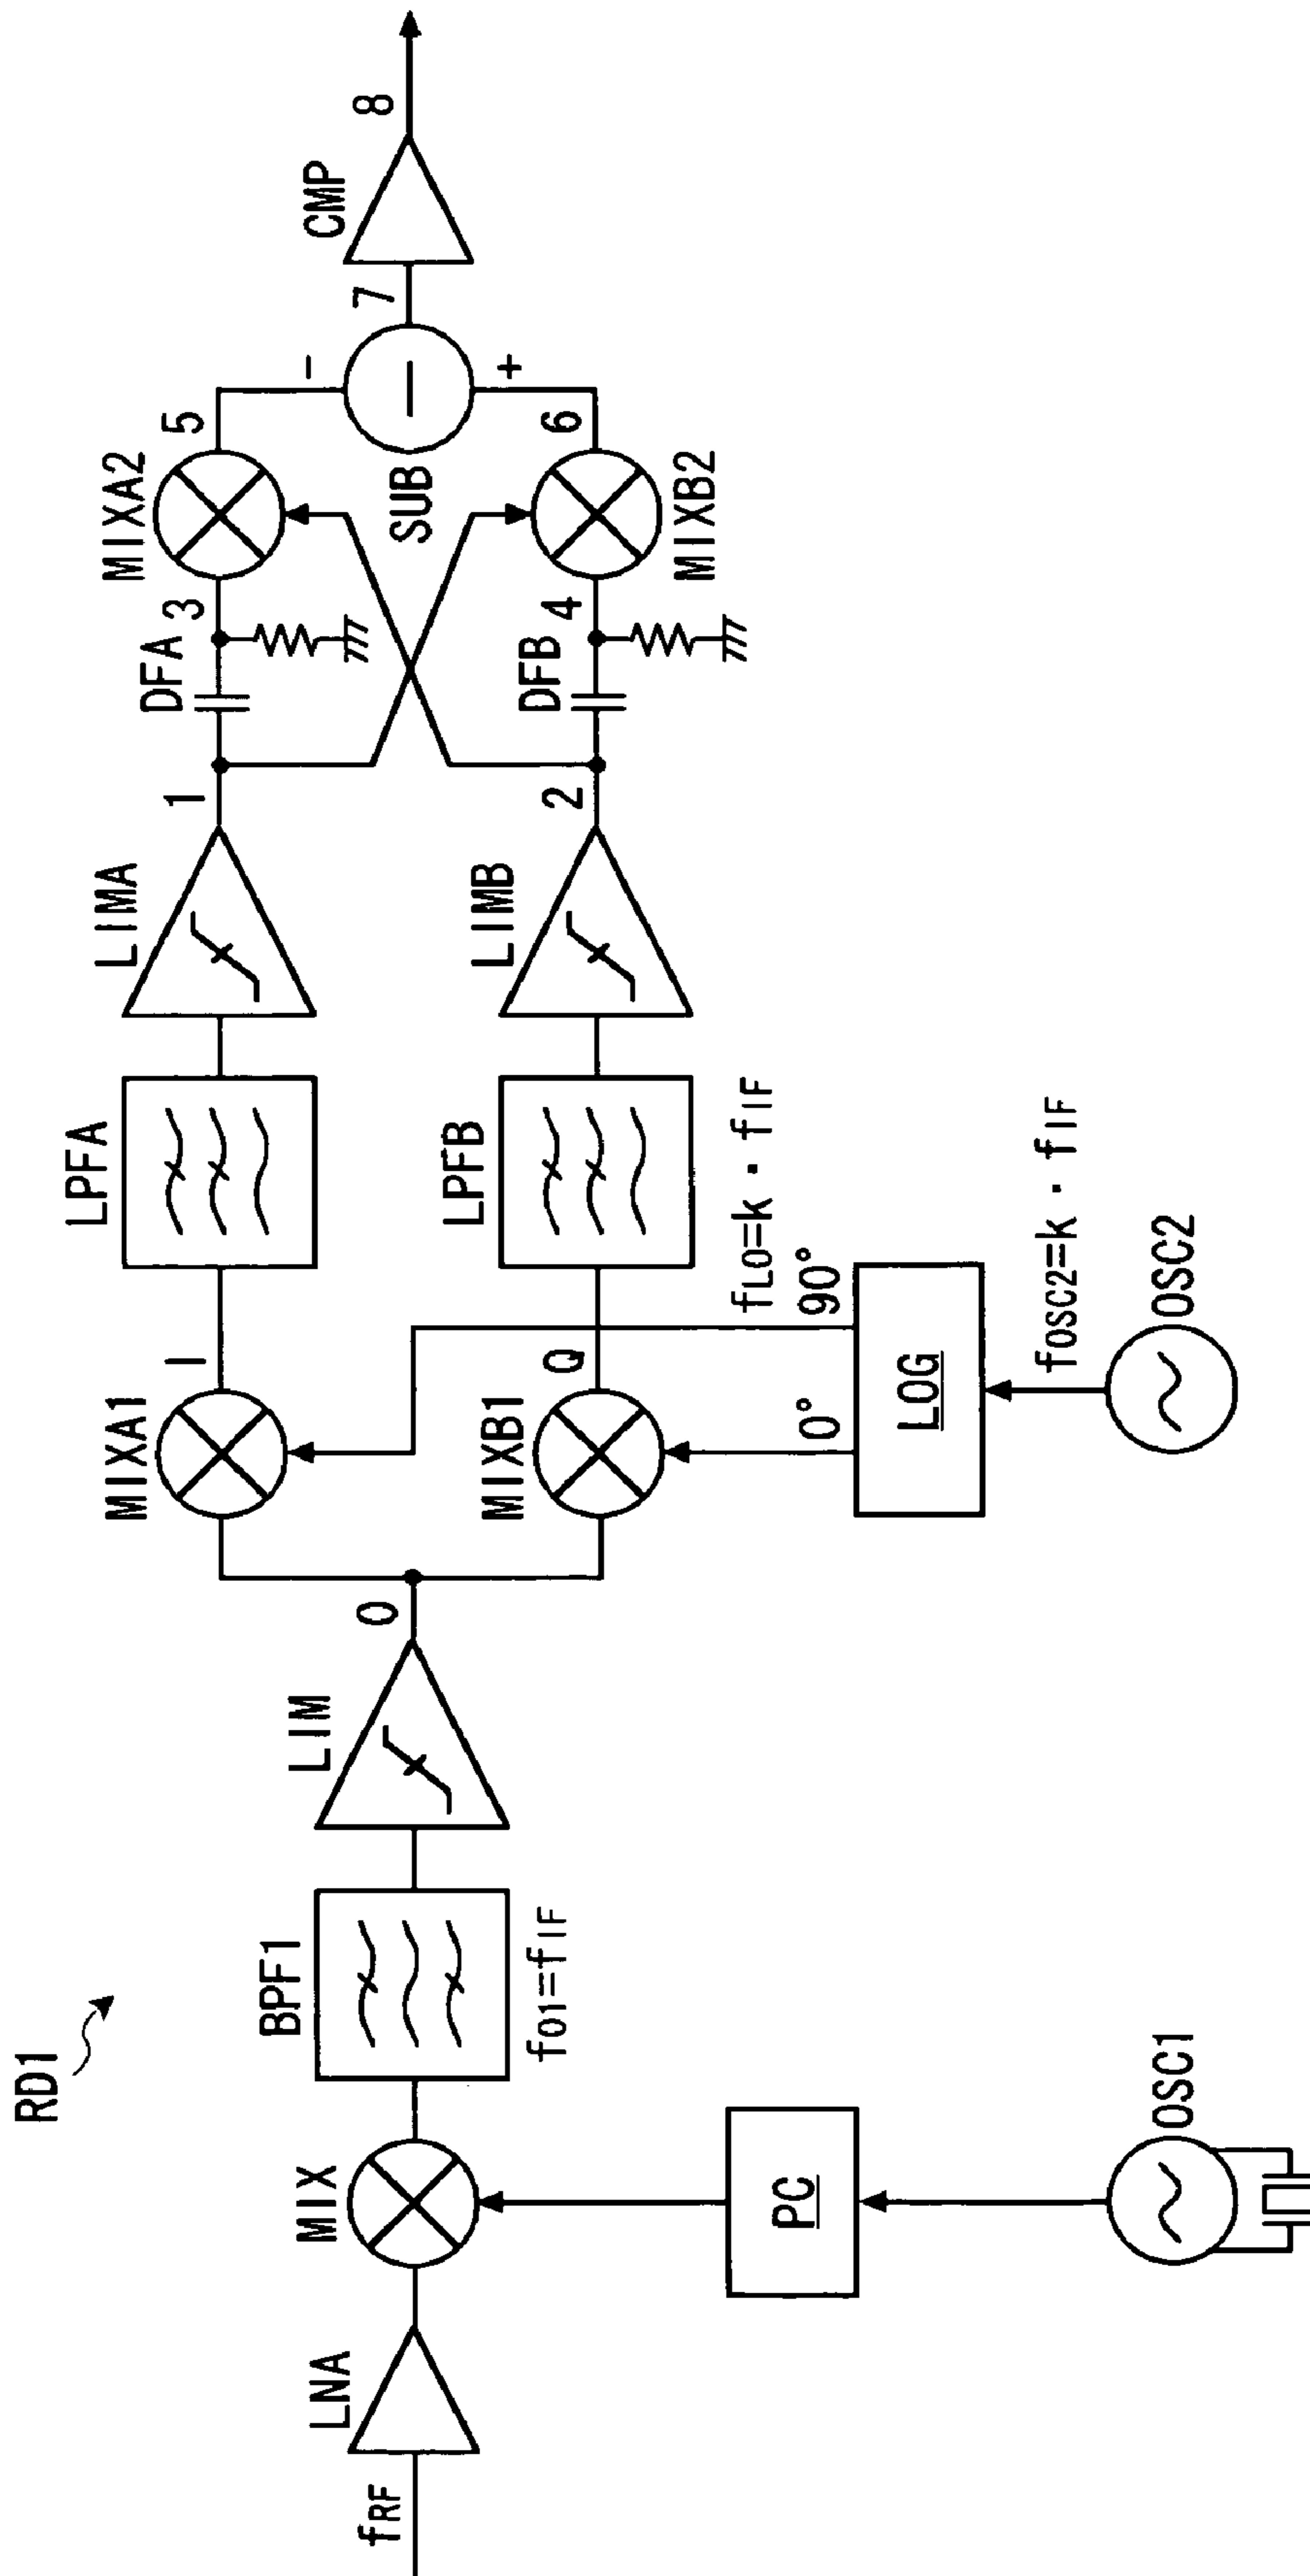 RD1
fRF
LNA
MIX
PC
OSC1
BPF1
f01=fIF
LIM
0
MIXA1
I
MIXB1
Q
0°
90°
fLO=k・fIF
LOG
fOSC2=k・fIF
OSC2
LPFA
LPFB
LIMA
LIMB
1
2
DFA
3
DFB
4
MIXA2
5
MIXB2
6
-
+
SUB
7
CMP
8